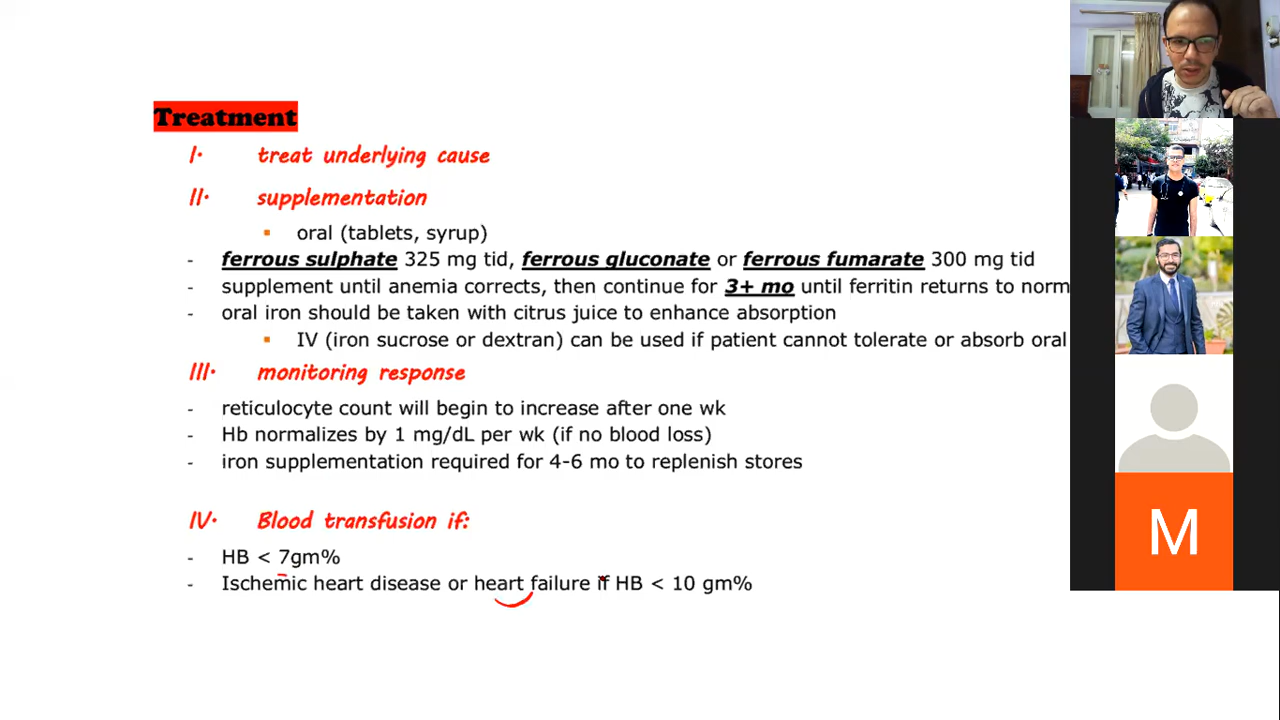 Treatment
I. treat underlying cause
II. supplementation
▪ oral (tablets, syrup)
- ferrous sulphate 325 mg tid, ferrous gluconate or ferrous fumarate 300 mg tid
- supplement until anemia corrects, then continue for 3+ mo until ferritin returns to norm
- oral iron should be taken with citrus juice to enhance absorption
▪ IV (iron sucrose or dextran) can be used if patient cannot tolerate or absorb oral
III. monitoring response
- reticulocyte count will begin to increase after one wk
- Hb normalizes by 1 mg/dL per wk (if no blood loss)
- iron supplementation required for 4-6 mo to replenish stores
IV. Blood transfusion if:
- HB < 7gm%
- Ischemic heart disease or heart failure if HB < 10 gm%
M